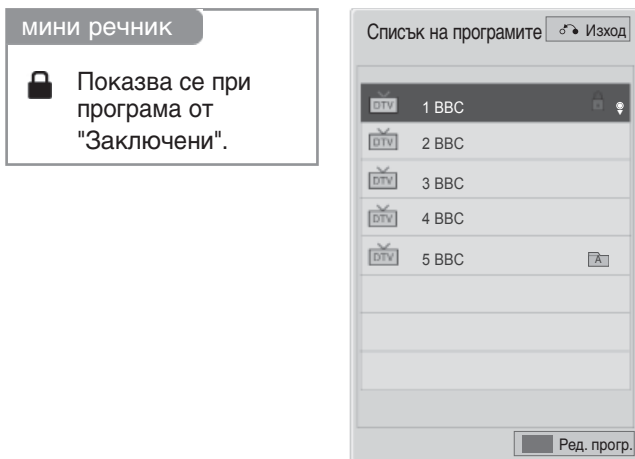 мини речник
Показва се при
програма от
"Заключени".
Списък на програмите
Изход
DTV 1 BBC
DTV 2 BBC
DTV 3 BBC
DTV 4 BBC
DTV 5 BBC A
Ред. прогр.